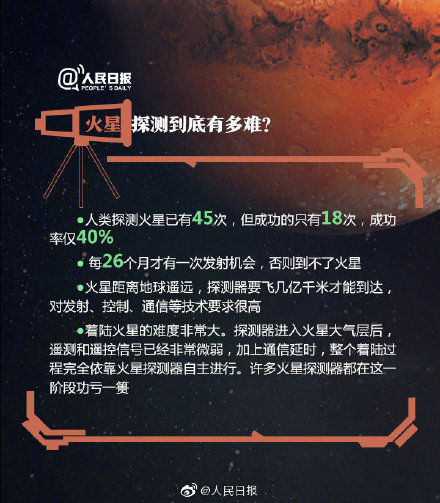 @人民日报
PEOPLE'S DAILY
火星探测到底有多难?
●人类探测火星已有45次，但成功的只有18次，成功
率仅40%
●每26个月才有一次发射机会，否则到不了火星
●火星距离地球遥远，探测器要飞几亿千米才能到达，
对发射、控制、通信等技术要求很高
●着陆火星的难度非常大。探测器进入火星大气层后，
遥测和遥控信号已经非常微弱，加上通信延时，整个着陆过
程完全依靠火星探测器自主进行。许多火星探测器都在这一
阶段功亏一篑
@人民日报